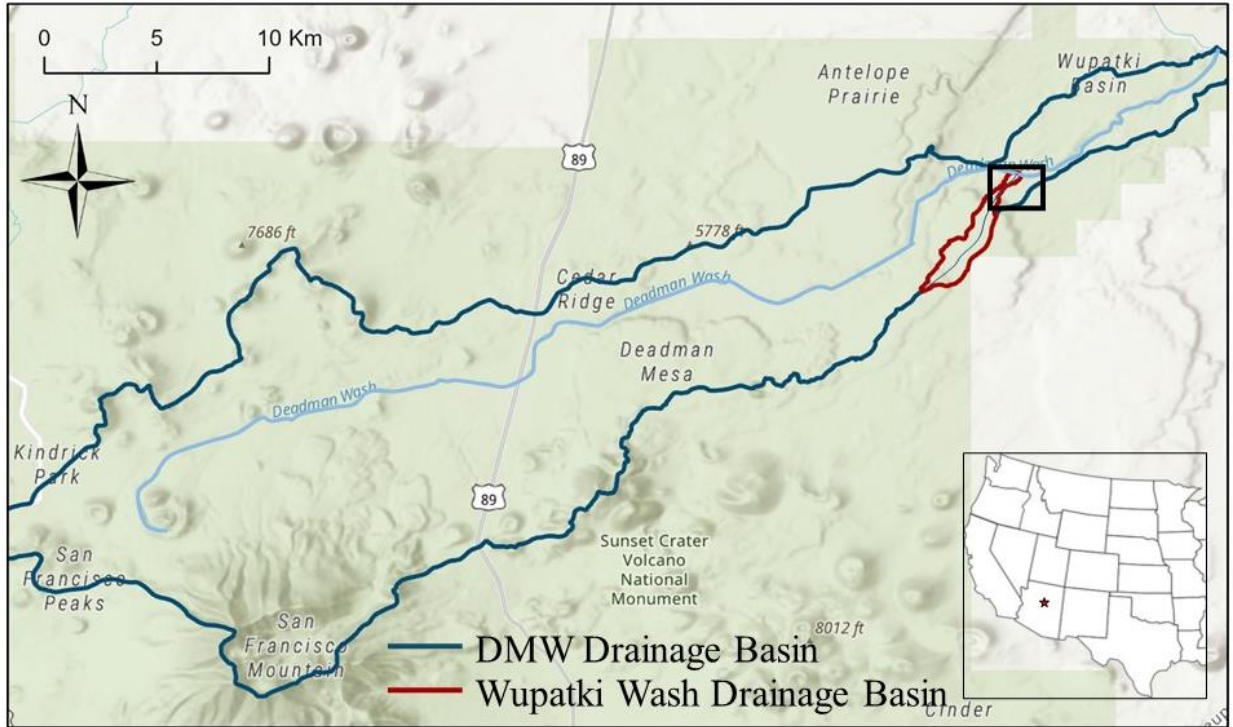 0 5 10 Km
N
Antelope
Prairie
Wupatki
Basin
89
Deadman Wash
7686 ft
5778 ft
Cedar
Ridge
Deadman Wash
Deadman
Mesa
Deadman Wash
Kindrick
Park
89
San
Francisco
Peaks
Sunset Crater
Volcano
National
Monument
San
Francisco
Mountain
8012 ft
DMW Drainage Basin
Wupatki Wash Drainage Basin
Cinder